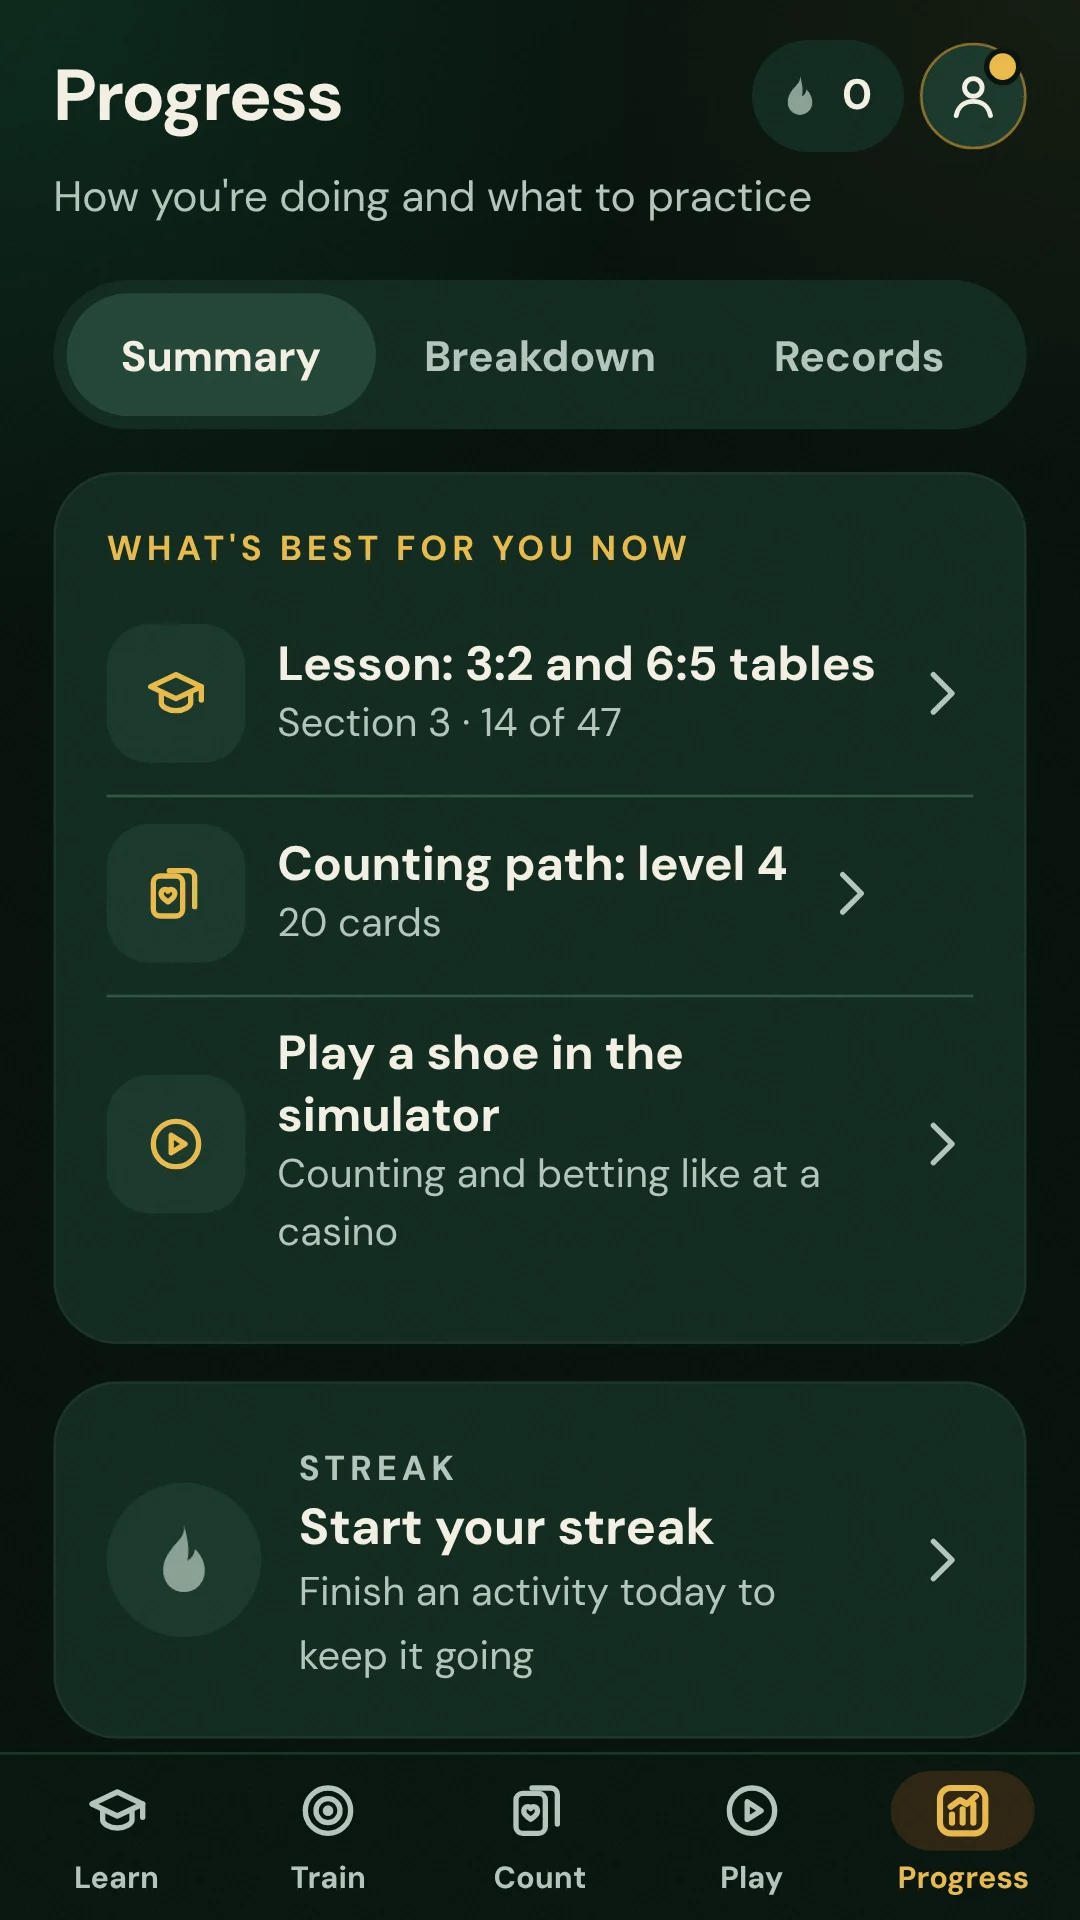 Progress
0
How you're doing and what to practice
Summary
Breakdown
Records
WHAT'S BEST FOR YOU NOW
Lesson: 3:2 and 6:5 tables
Section 3 · 14 of 47
Counting path: level 4
20 cards
Play a shoe in the
simulator
Counting and betting like at a
casino
STREAK
Start your streak
Finish an activity today to
keep it going
Learn
Train
Count
Play
Progress